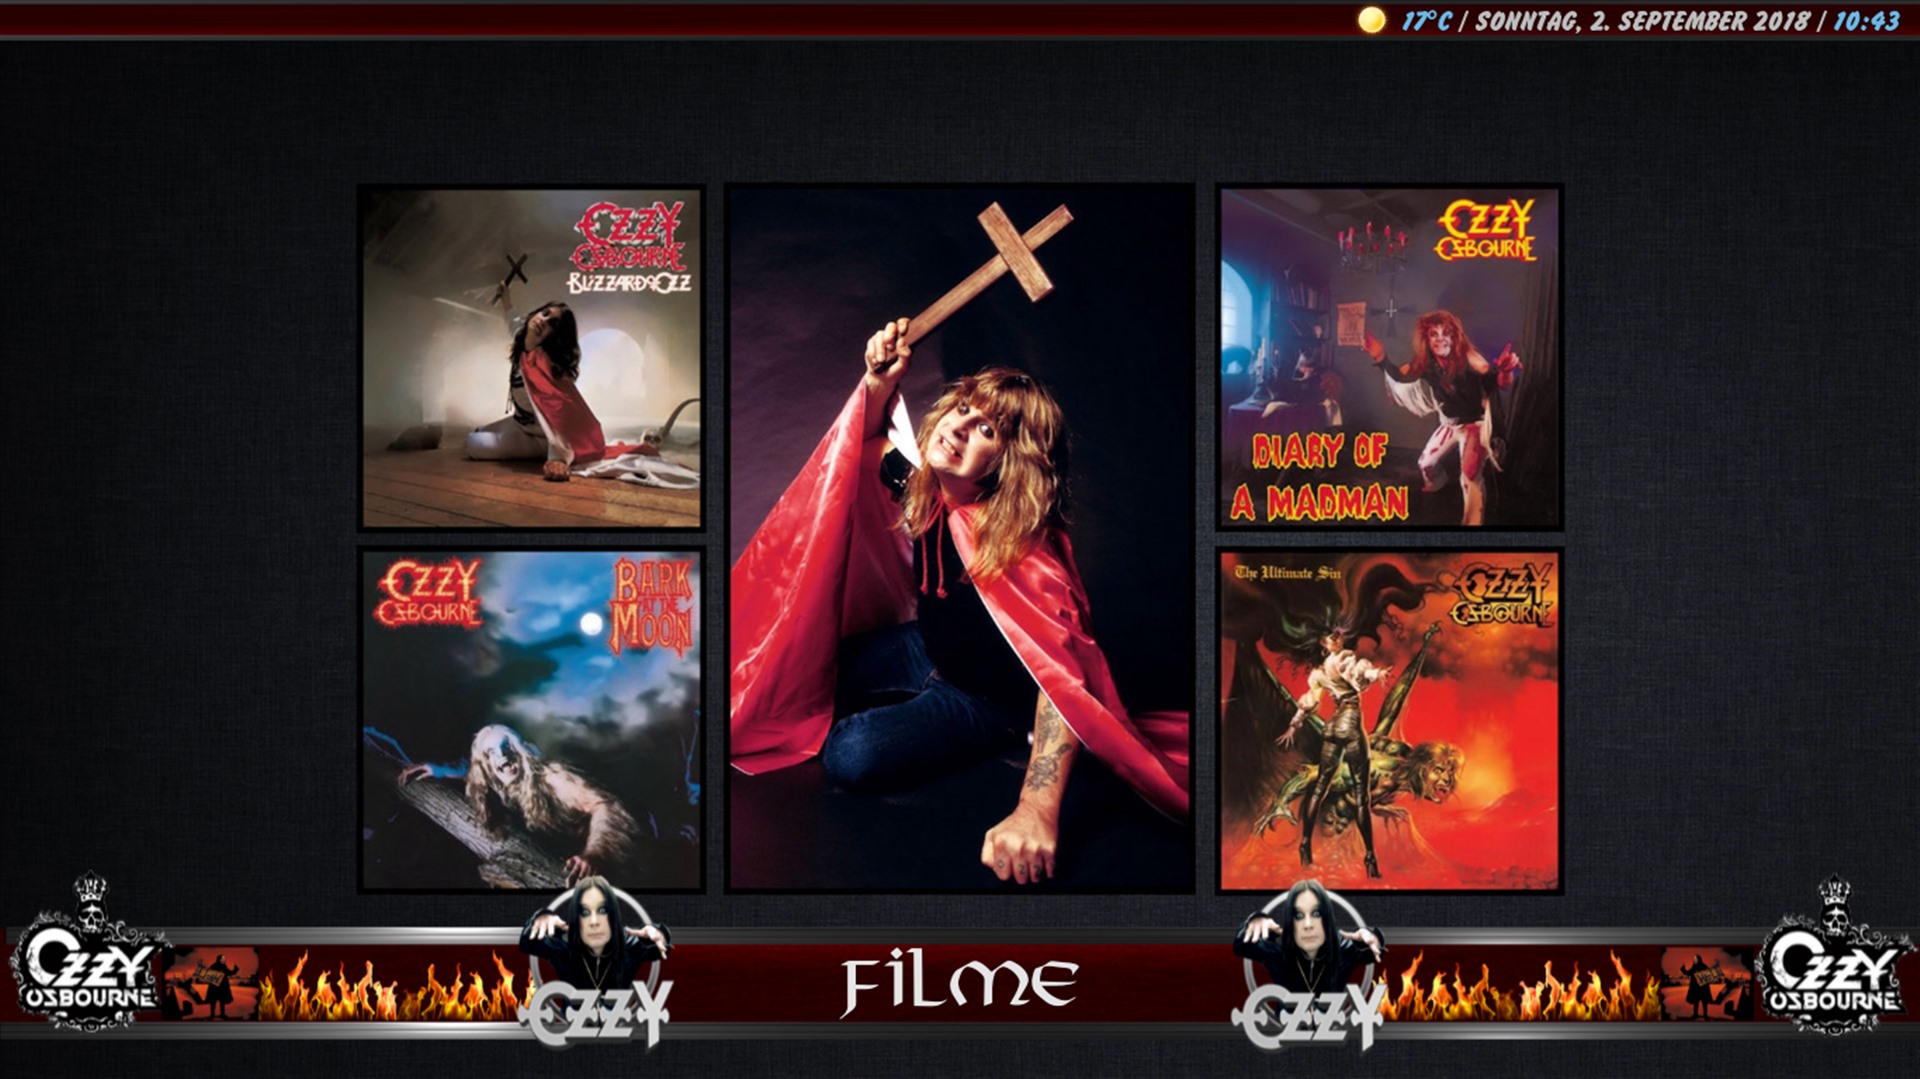 17°C / SONNTAG, 2. SEPTEMBER 2018 / 10:43
OZZY
OSBOURNE
BLIZZARD OF OZZ
OZZY
OSBOURNE
DIARY OF
A MADMAN
OZZY
OSBOURNE
BARK
AT THE
MOON
The Ultimate Sin
OZZY
OSBOURNE
OZZY
OSBOURNE
OZZY
FiLME
OZZY
OZZY
OSBOURNE